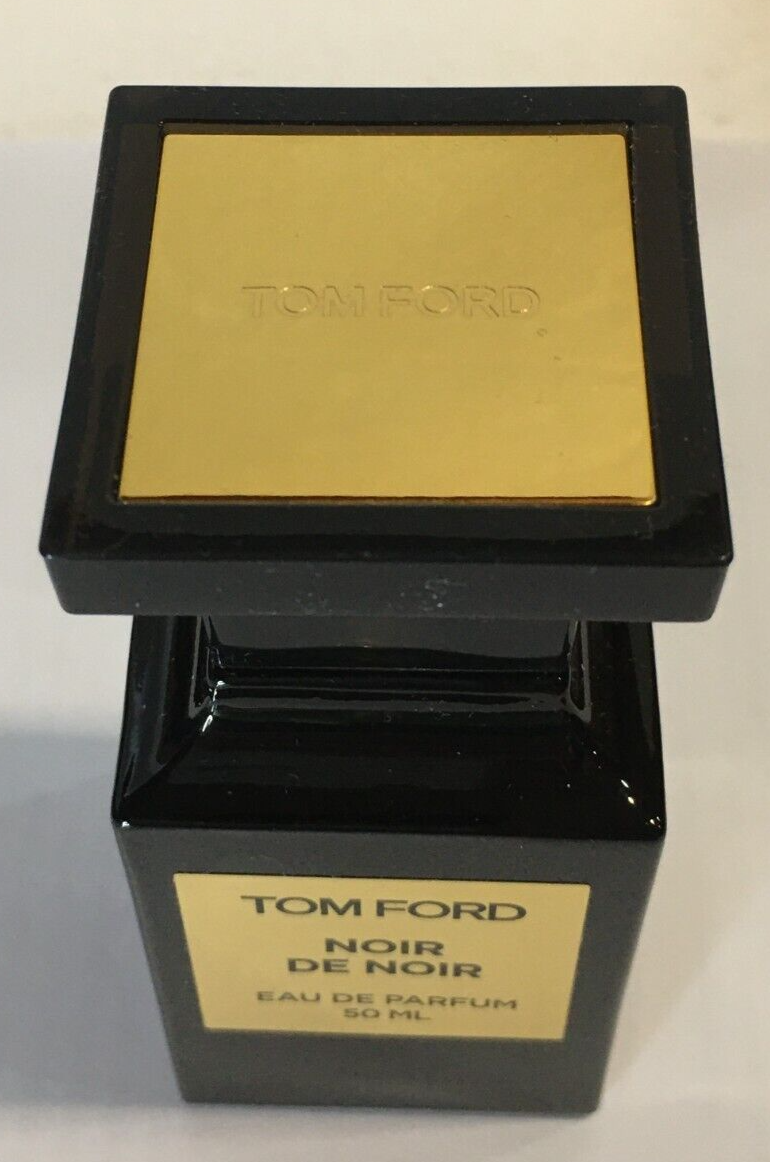 TOM FORD
TOM FORD
NOIR
DE NOIR
EAU DE PARFUM
50 ML